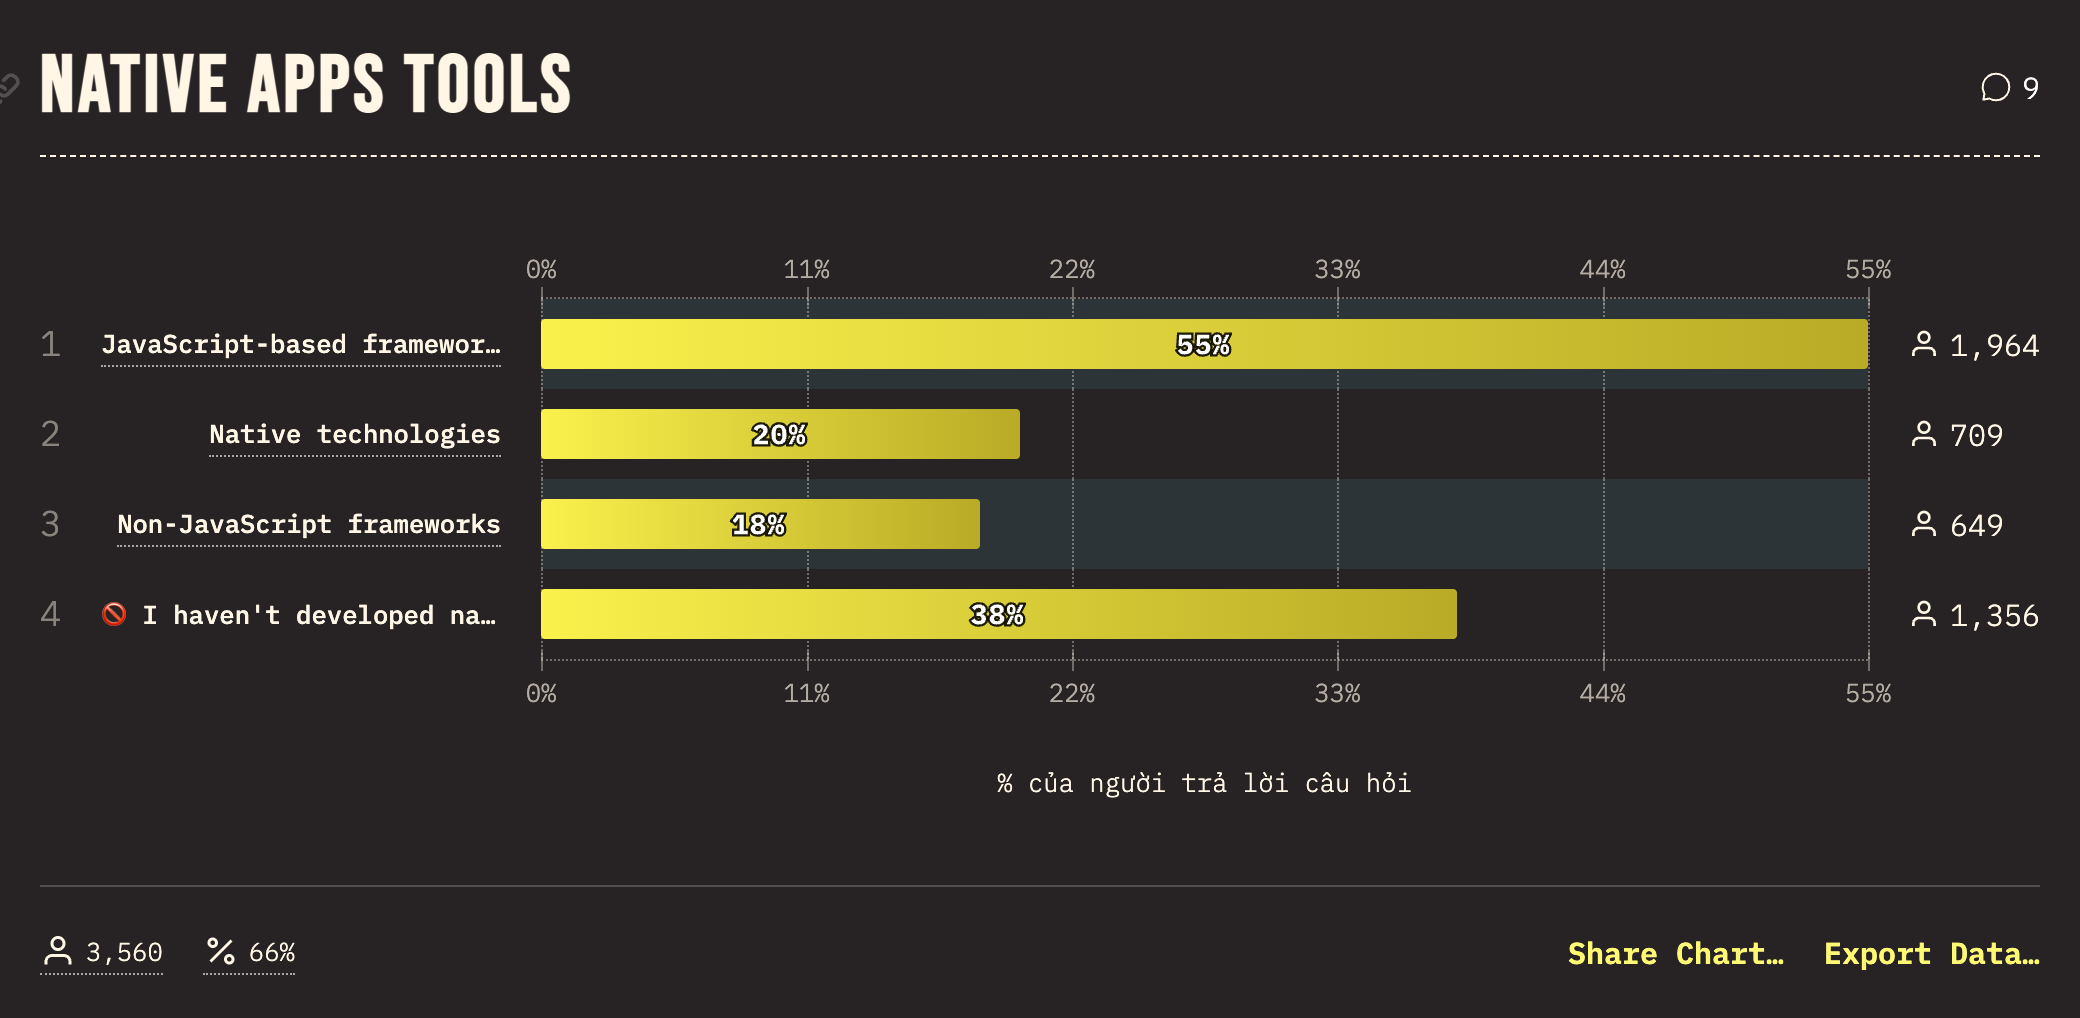 NATIVE APPS TOOLS
9
0% 11% 22% 33% 44% 55%
1 JavaScript-based framewor… 55% 1,964
2 Native technologies 20% 709
3 Non-JavaScript frameworks 18% 649
4 I haven't developed na… 38% 1,356
0% 11% 22% 33% 44% 55%
% của người trả lời câu hỏi
3,560 66% Share Chart… Export Data…